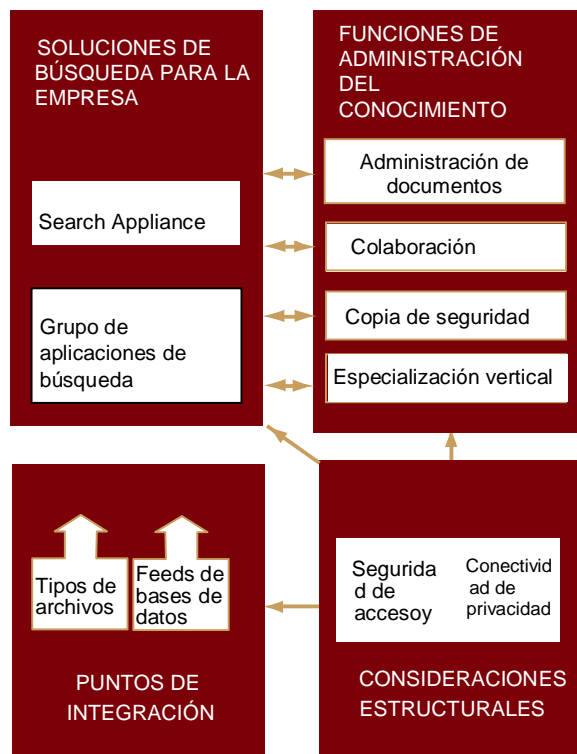 SOLUCIONES DE
BÚSQUEDA PARA LA
EMPRESA
Search Appliance
Grupo de
aplicaciones de
búsqueda
FUNCIONES DE
ADMINISTRACIÓN
DEL
CONOCIMIENTO
Administración de
documentos
Colaboración
Copia de seguridad
Especialización vertical
Tipos de
archivos
Feeds de
bases de
datos
PUNTOS DE
INTEGRACIÓN
Segurida
d de
accesoy
Conectivid
ad de
privacidad
CONSIDERACIONES
ESTRUCTURALES